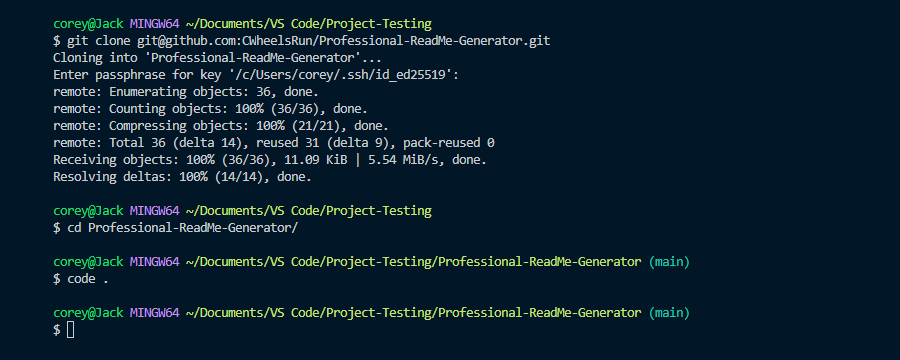 corey@Jack MINGW64 ~/Documents/VS Code/Project-Testing
$ git clone git@github.com:CWheelsRun/Professional-ReadMe-Generator.git
Cloning into 'Professional-ReadMe-Generator'...
Enter passphrase for key '/c/Users/corey/.ssh/id_ed25519':
remote: Enumerating objects: 36, done.
remote: Counting objects: 100% (36/36), done.
remote: Compressing objects: 100% (21/21), done.
remote: Total 36 (delta 14), reused 31 (delta 9), pack-reused 0
Receiving objects: 100% (36/36), 11.09 KiB | 5.54 MiB/s, done.
Resolving deltas: 100% (14/14), done.
corey@Jack MINGW64 ~/Documents/VS Code/Project-Testing
$ cd Professional-ReadMe-Generator/
corey@Jack MINGW64 ~/Documents/VS Code/Project-Testing/Professional-ReadMe-Generator (main)
$ code .
corey@Jack MINGW64 ~/Documents/VS Code/Project-Testing/Professional-ReadMe-Generator (main)
$